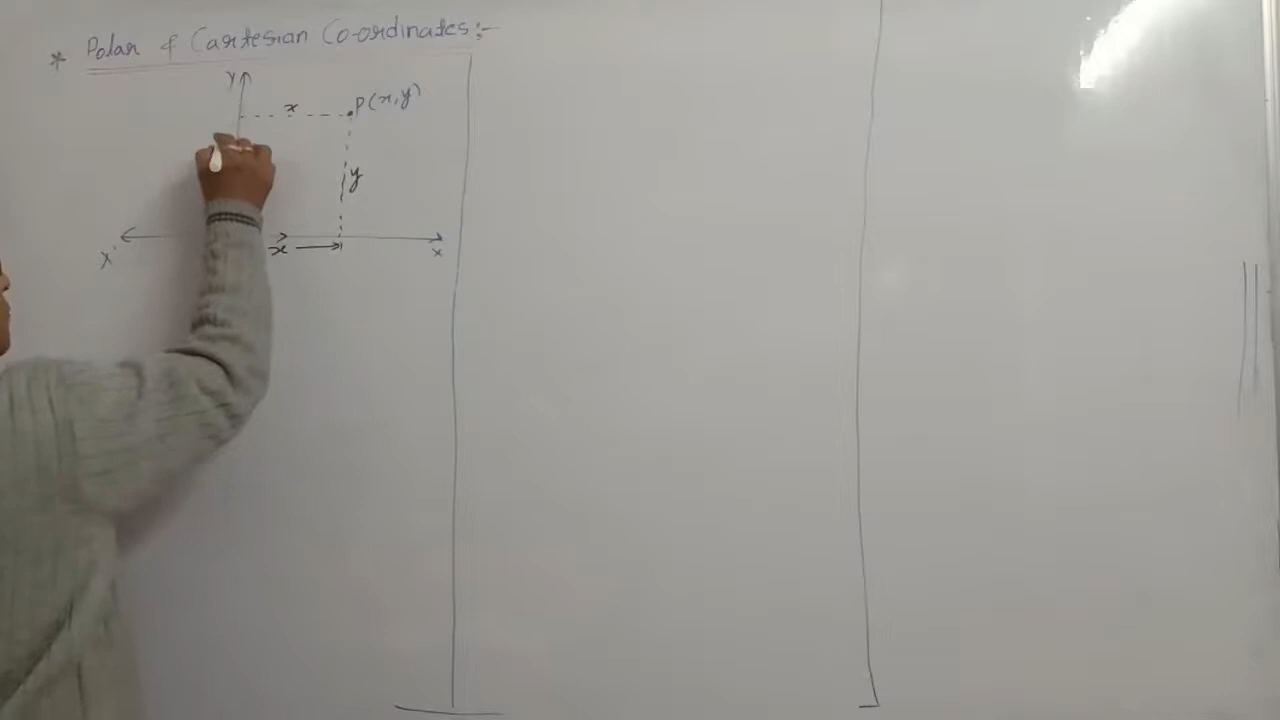 * Polar & Cartesian Co-ordinates:-
Y
x P(x,y)
y
X' x X